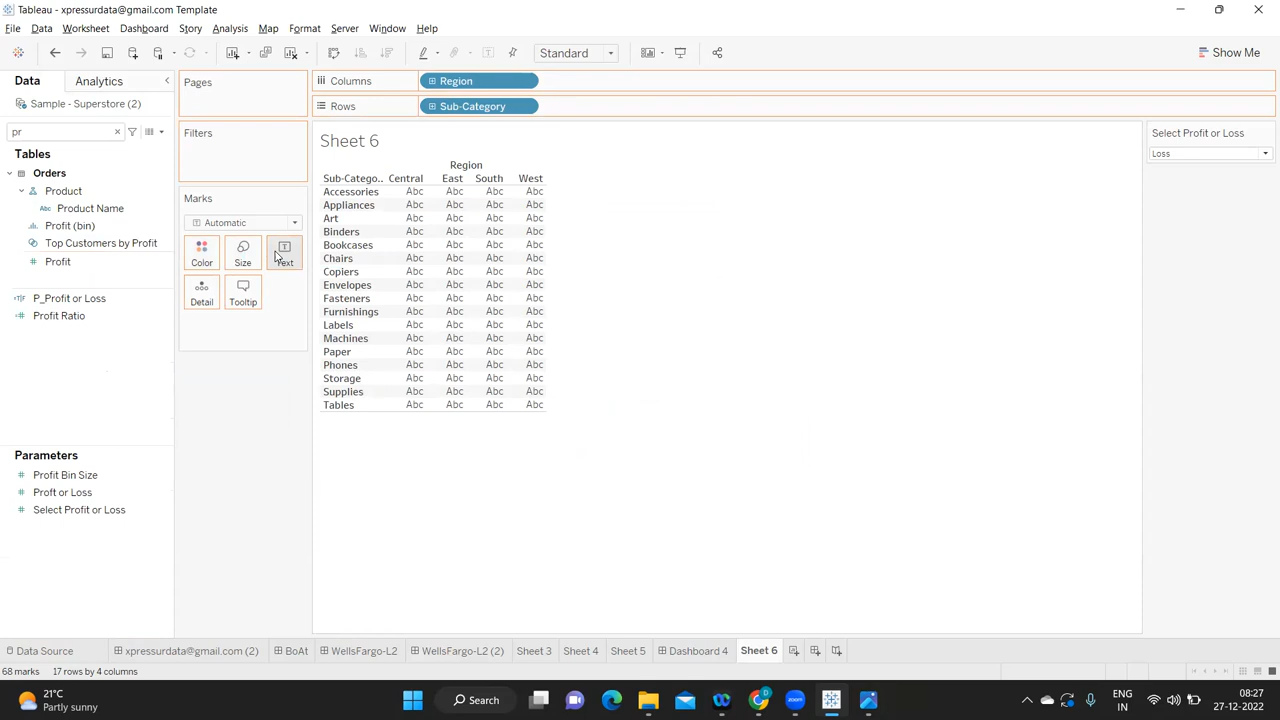 Tableau - xpressurdata@gmail.com Template
File Data Worksheet Dashboard Story Analysis Map Format Server Window Help
Standard
Show Me
Data Analytics
Pages
Columns Region
Sample - Superstore (2)
Rows Sub-Category
pr
Filters
Sheet 6
Select Profit or Loss
Loss
Tables
Orders
Product
Abc Product Name
Profit (bin)
Top Customers by Profit
Profit
P_Profit or Loss
Profit Ratio
Marks
Automatic
Color Size Text
Detail Tooltip
Region
Sub-Catego.. Central East South West
Accessories Abc Abc Abc Abc
Appliances Abc Abc Abc Abc
Art Abc Abc Abc Abc
Binders Abc Abc Abc Abc
Bookcases Abc Abc Abc Abc
Chairs Abc Abc Abc Abc
Copiers Abc Abc Abc Abc
Envelopes Abc Abc Abc Abc
Fasteners Abc Abc Abc Abc
Furnishings Abc Abc Abc Abc
Labels Abc Abc Abc Abc
Machines Abc Abc Abc Abc
Paper Abc Abc Abc Abc
Phones Abc Abc Abc Abc
Storage Abc Abc Abc Abc
Supplies Abc Abc Abc Abc
Tables Abc Abc Abc Abc
Parameters
Profit Bin Size
Proft or Loss
Select Profit or Loss
Data Source xpressurdata@gmail.com (2) BoAt WellsFargo-L2 WellsFargo-L2 (2) Sheet 3 Sheet 4 Sheet 5 Dashboard 4 Sheet 6
68 marks 17 rows by 4 columns
21°C
Partly sunny
Search
ENG
IN
08:27
27-12-2022